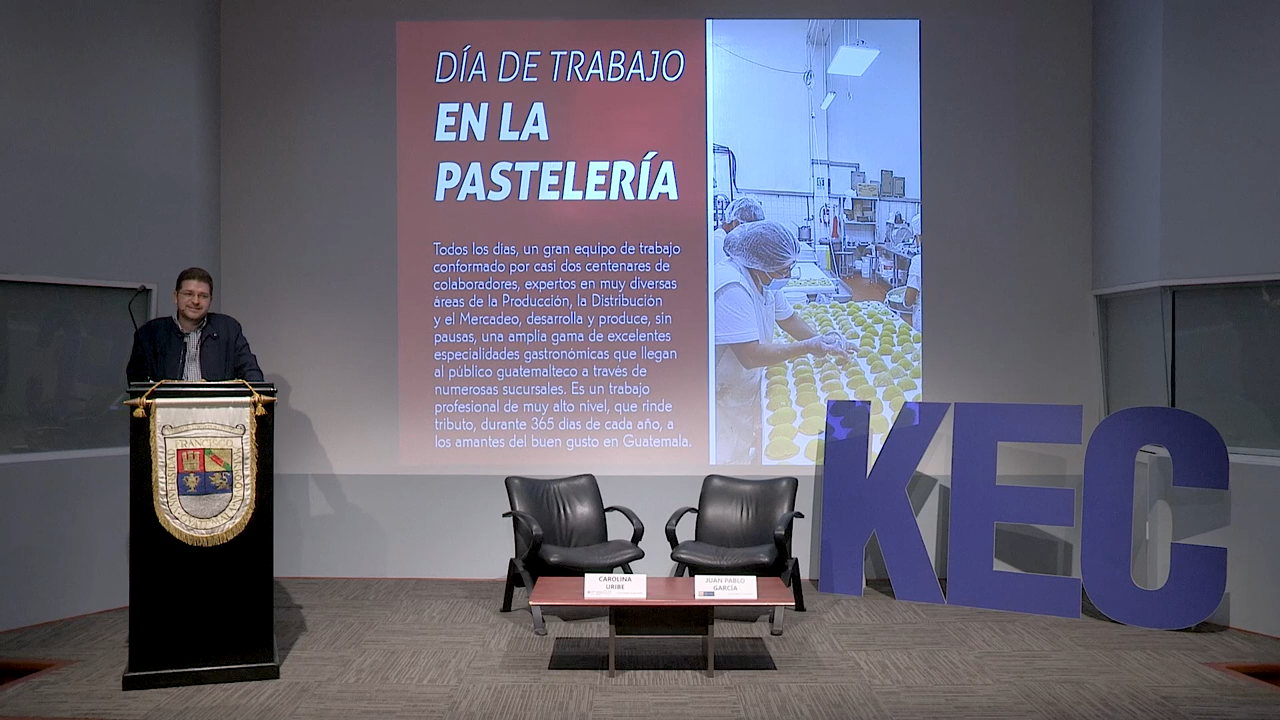 DÍA DE TRABAJO
EN LA
PASTELERÍA
Todos los días, un gran equipo de trabajo
conformado por casi dos centenares de
colaboradores, expertos en muy diversas
áreas de la Producción, la Distribución
y el Mercadeo, desarrolla y produce, sin
pausas, una amplia gama de excelentes
especialidades gastronómicas que llegan
al público guatemalteco a través de
numerosas sucursales. Es un trabajo
profesional de muy alto nivel, que rinde
tributo, durante 365 días de cada año, a
los amantes del buen gusto en Guatemala.
FRANCISCO
KEC
CAROLINA
URIBE
JUAN PABLO
GARCÍA